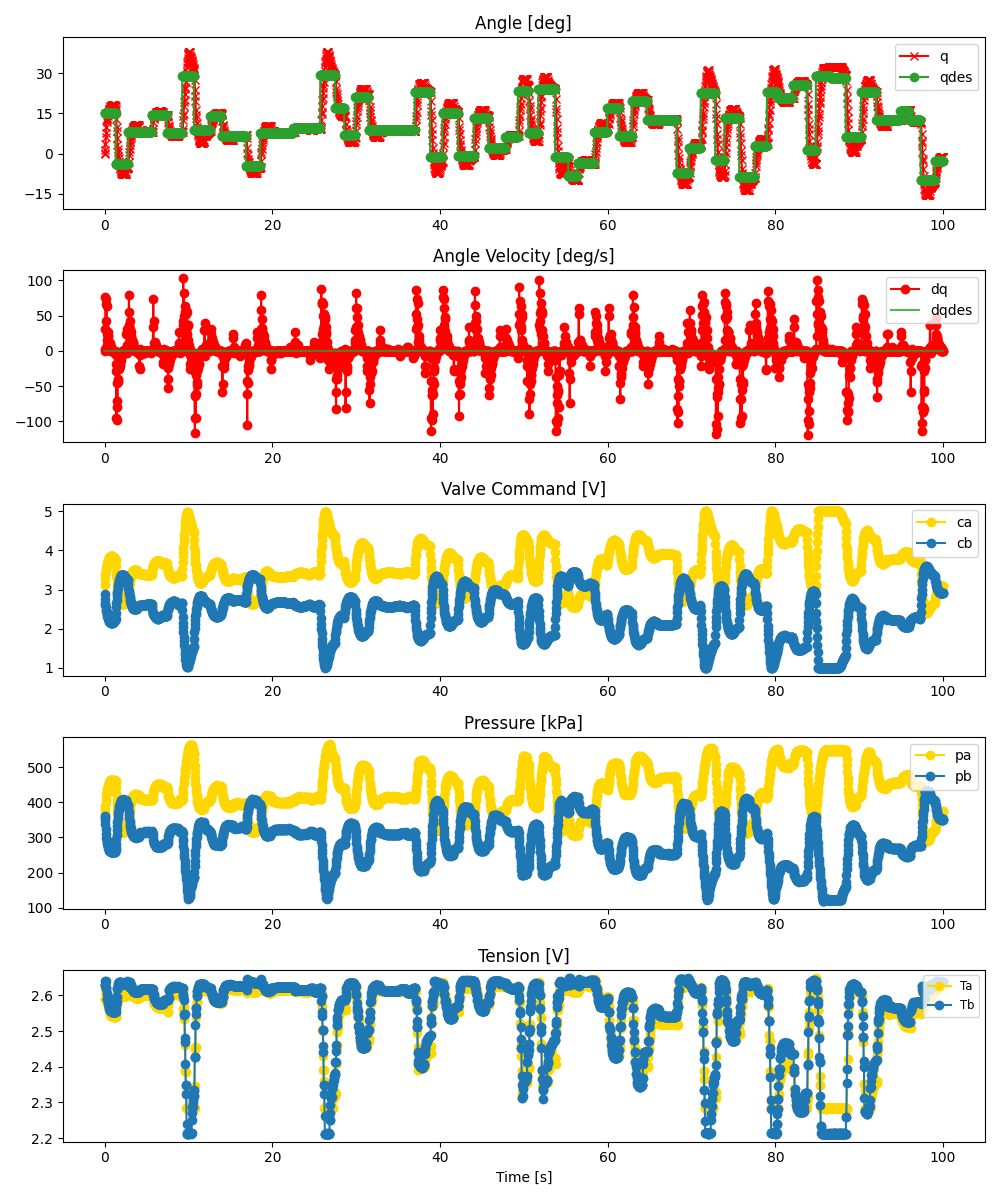 Angle [deg]
30
15
0
−15
q
qdes
0 20 40 60 80 100
Angle Velocity [deg/s]
100
50
0
−50
−100
dq
dqdes
0 20 40 60 80 100
Valve Command [V]
5
4
3
2
1
ca
cb
0 20 40 60 80 100
Pressure [kPa]
500
400
300
200
100
pa
pb
0 20 40 60 80 100
Tension [V]
2.6
2.5
2.4
2.3
2.2
Ta
Tb
0 20 40 60 80 100
Time [s]